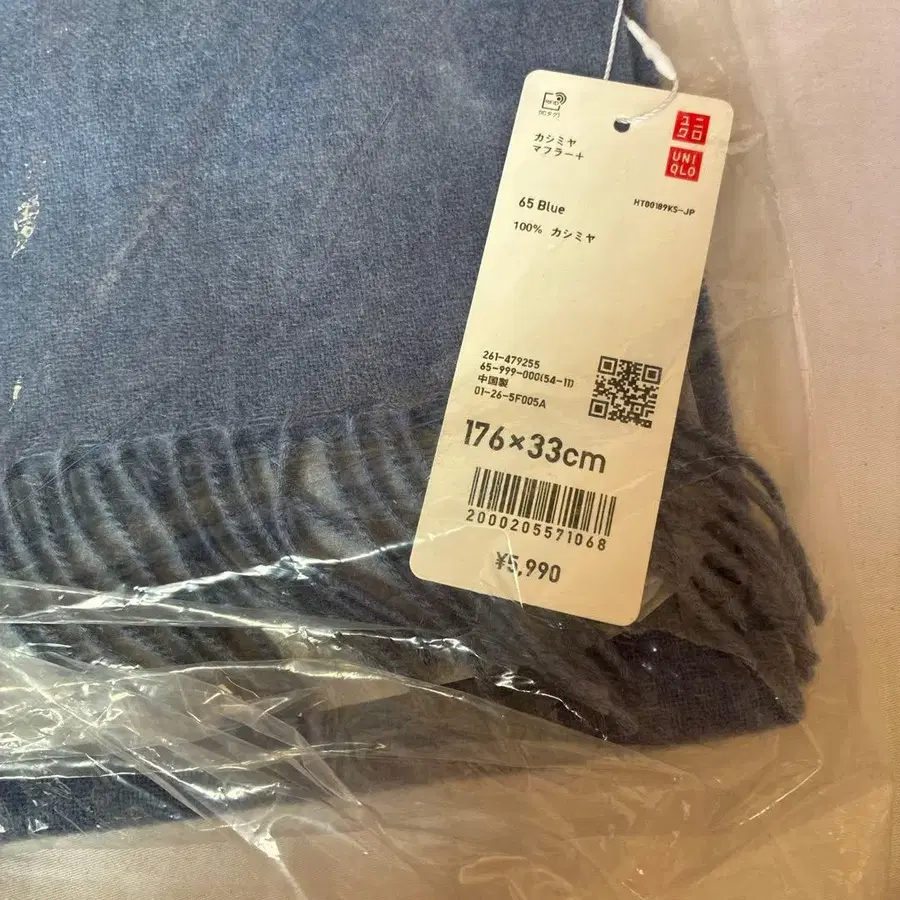 カシミヤ
マフラー+
ユニ
クロ
UNI
QLO
65 Blue
HT00189KS-JP
100% カシミヤ
261-479255
65-999-000(54-11)
中国製
01-26-5F005A
176×33cm
2000205571068
¥5,990